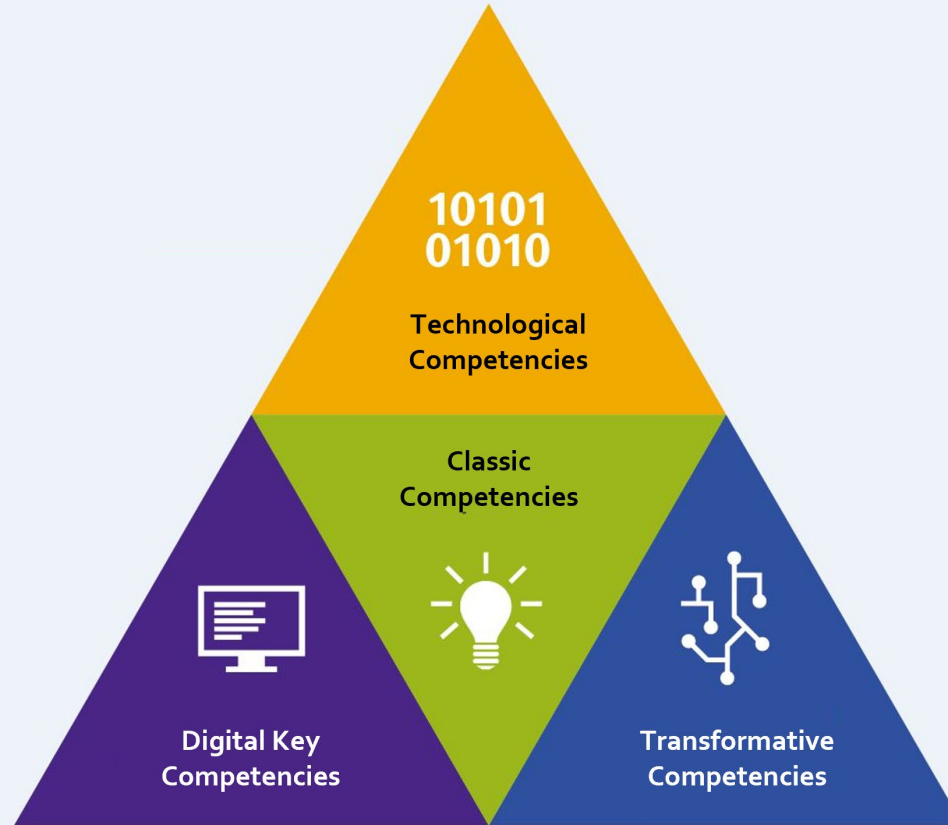 10101
01010
Technological
Competencies
Classic
Competencies
Digital Key
Competencies
Transformative
Competencies